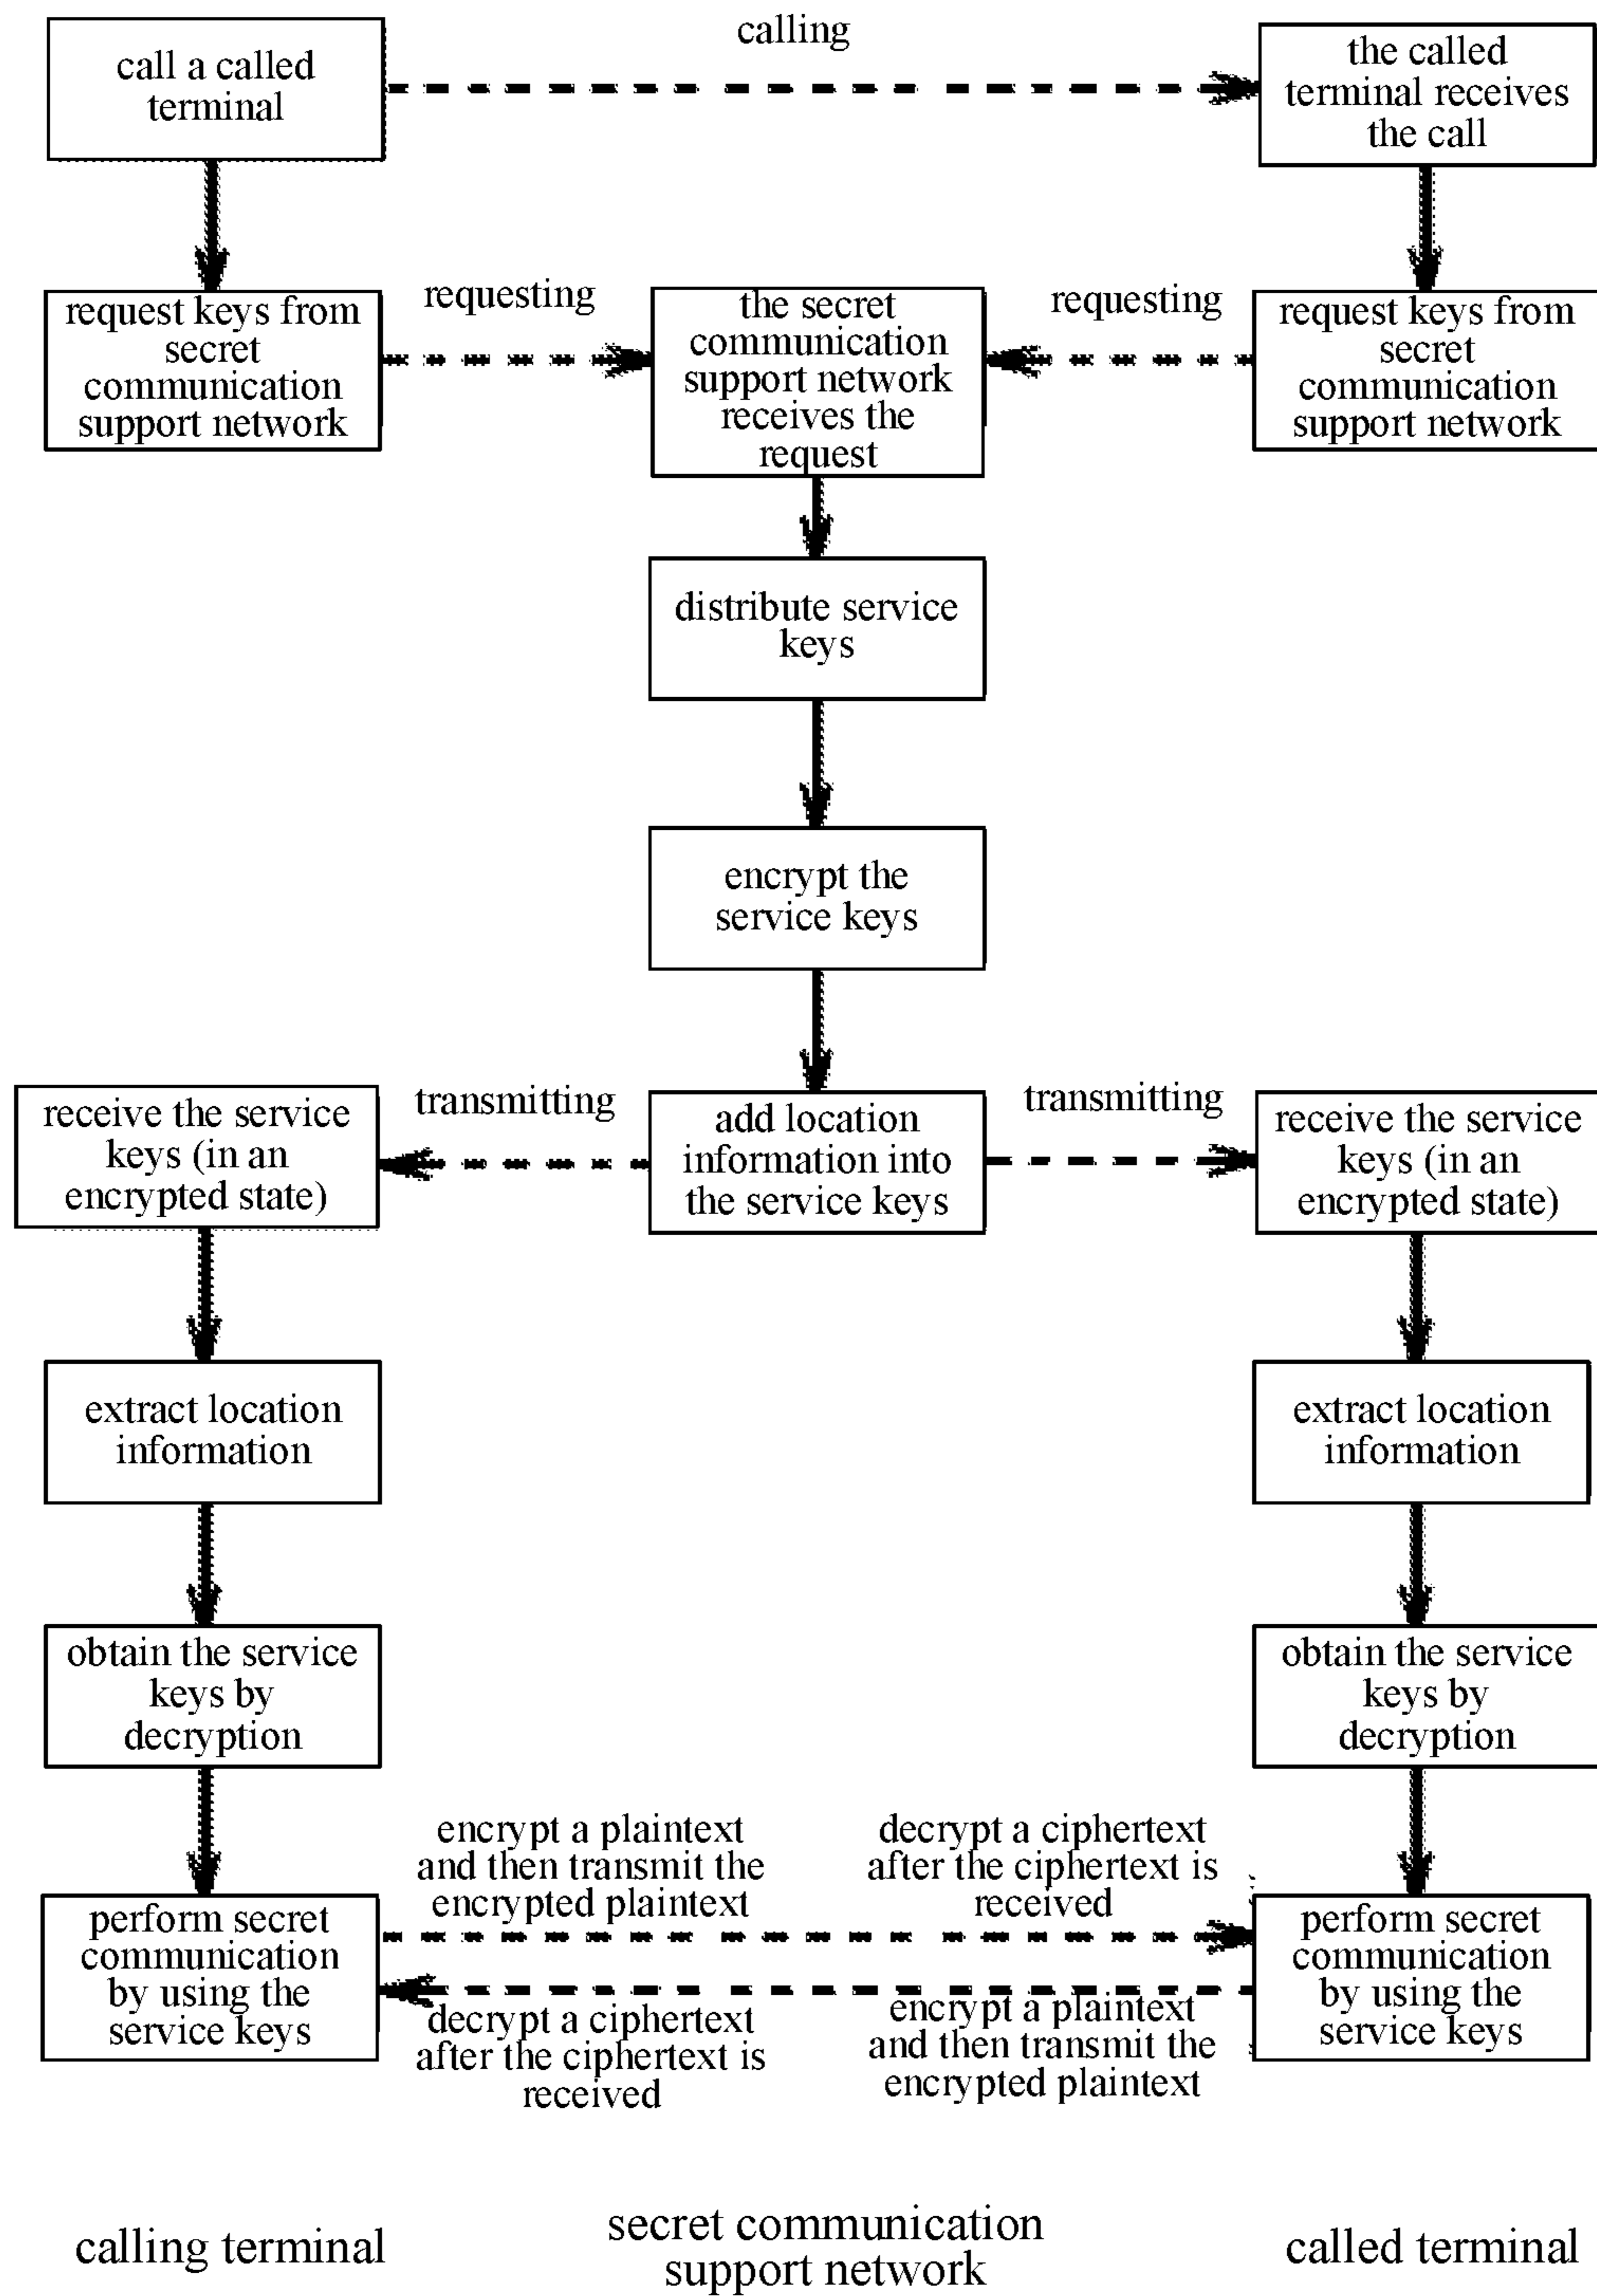 calling
call a called
terminal
the called
terminal receives
the call
request keys from
secret
communication
support network
requesting
the secret
communication
support network
receives the
request
requesting
request keys from
secret
communication
support network
distribute service
keys
encrypt the
service keys
receive the service
keys (in an
encrypted state)
transmitting
add location
information into
the service keys
transmitting
receive the service
keys (in an
encrypted state)
extract location
information
extract location
information
obtain the service
keys by
decryption
obtain the service
keys by
decryption
perform secret
communication
by using the
service keys
encrypt a plaintext
and then transmit the
encrypted plaintext
decrypt a ciphertext
after the ciphertext is
received
decrypt a ciphertext
after the ciphertext is
received
encrypt a plaintext
and then transmit the
encrypted plaintext
perform secret
communication
by using the
service keys
calling terminal
secret communication
support network
called terminal